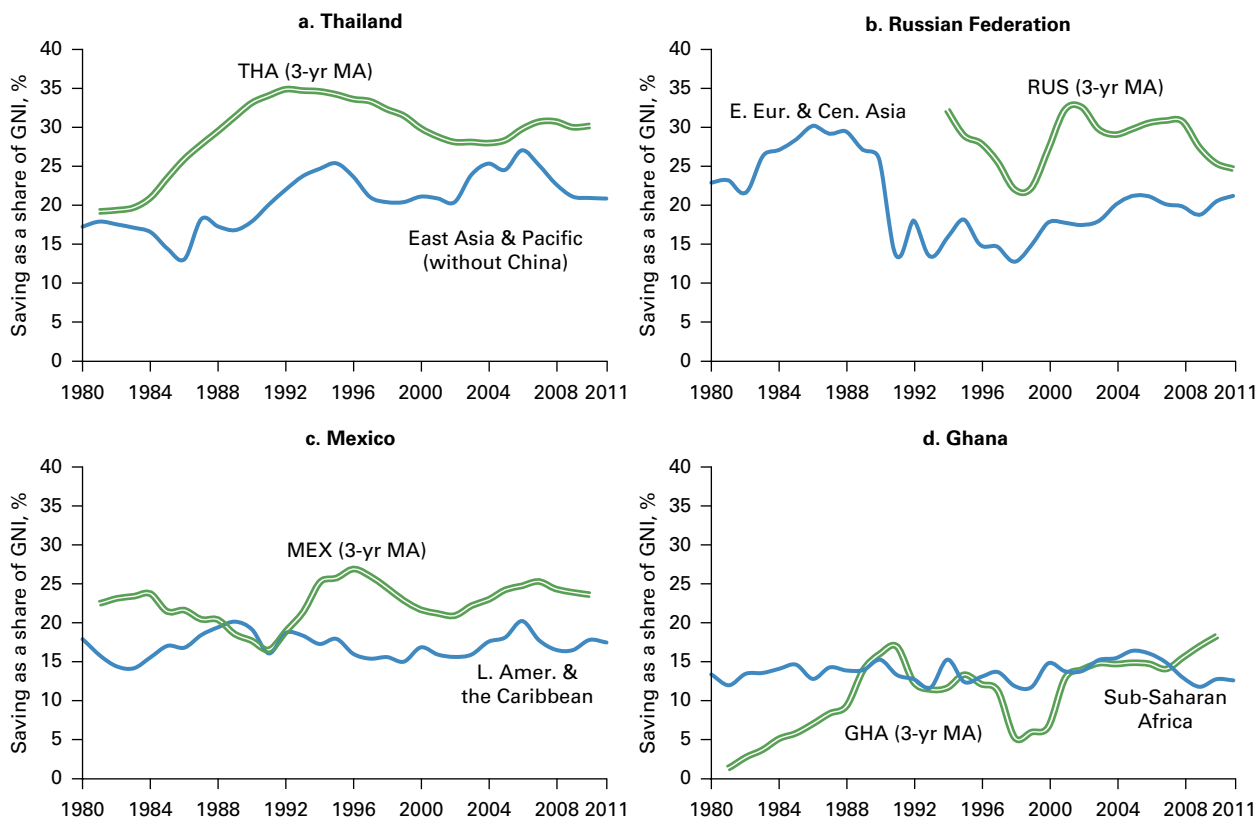 a. Thailand
Saving as a share of GNI, %
40
35
30
25
20
15
10
5
0
THA (3-yr MA)
East Asia & Pacific
(without China)
1980 1984 1988 1992 1996 2000 2004 2008 2011
b. Russian Federation
Saving as a share of GNI, %
40
35
30
25
20
15
10
5
0
E. Eur. & Cen. Asia
RUS (3-yr MA)
1980 1984 1988 1992 1996 2000 2004 2008 2011
c. Mexico
Saving as a share of GNI, %
40
35
30
25
20
15
10
5
0
MEX (3-yr MA)
L. Amer. &
the Caribbean
1980 1984 1988 1992 1996 2000 2004 2008 2011
d. Ghana
Saving as a share of GNI, %
40
35
30
25
20
15
10
5
0
GHA (3-yr MA)
Sub-Saharan
Africa
1980 1984 1988 1992 1996 2000 2004 2008 2011